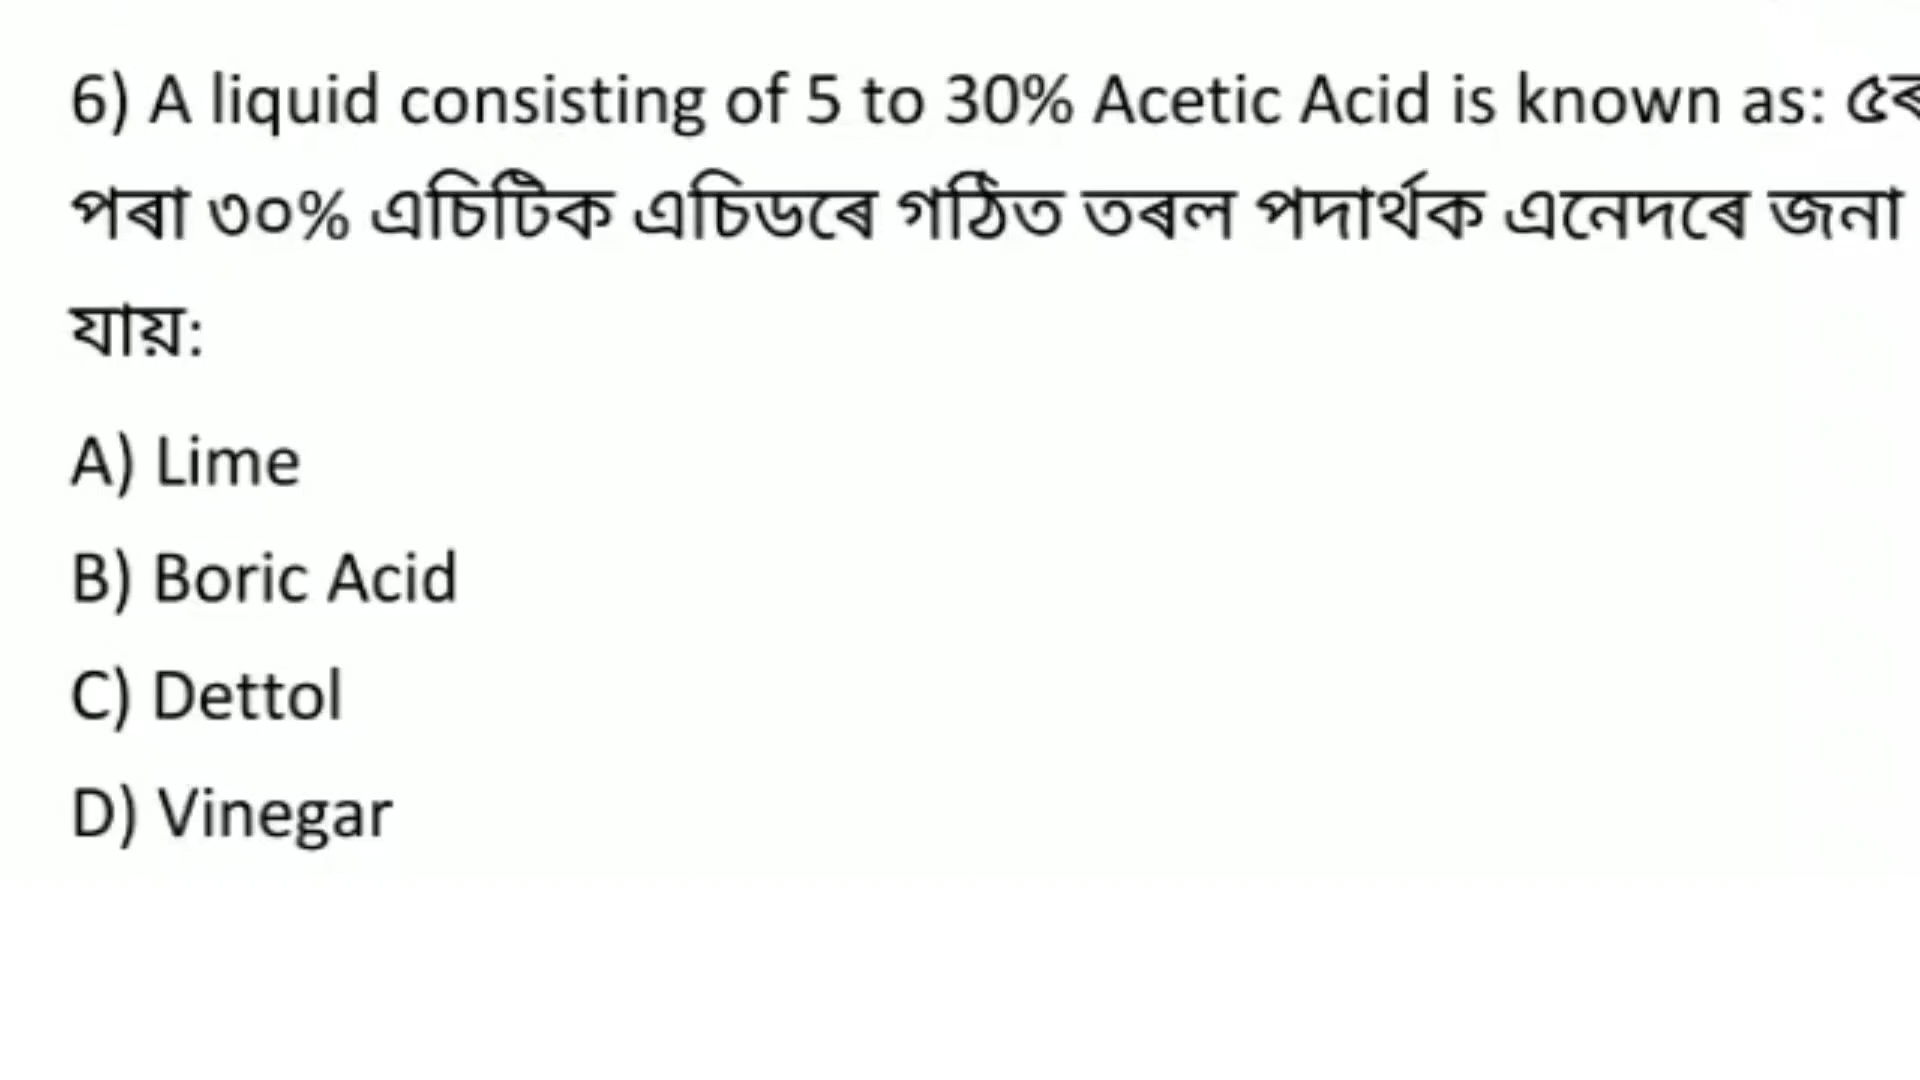 6) A liquid consisting of 5 to 30% Acetic Acid is known as: ৫ৰ
পৰা ৩০% এচিটিক এচিডৰে গঠিত তৰল পদাৰ্থক এনেদৰে জনা
যায়:
A) Lime
B) Boric Acid
C) Dettol
D) Vinegar